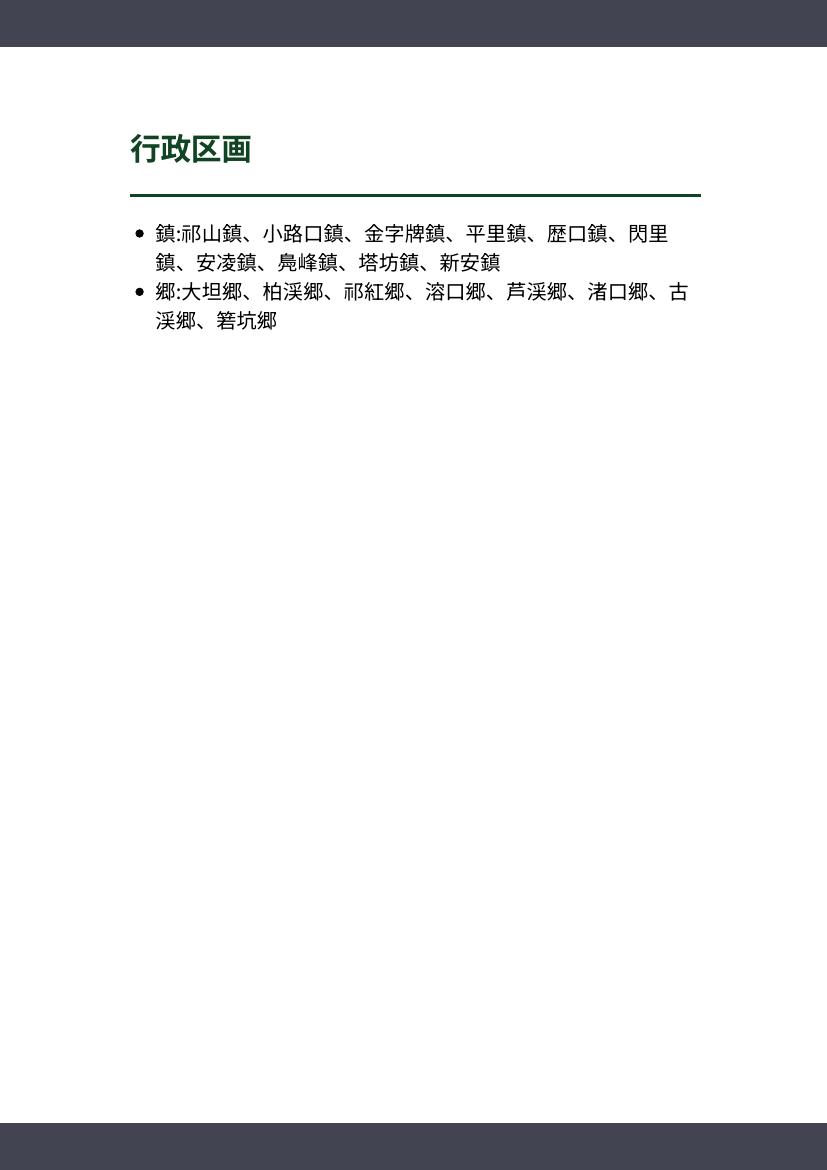 行政区画
鎮:祁山鎮、小路口鎮、金字牌鎮、平里鎮、歴口鎮、閃里
鎮、安凌鎮、鳧峰鎮、塔坊鎮、新安鎮
郷:大坦郷、柏渓郷、祁紅郷、溶口郷、芦渓郷、渚口郷、古
渓郷、箬坑郷